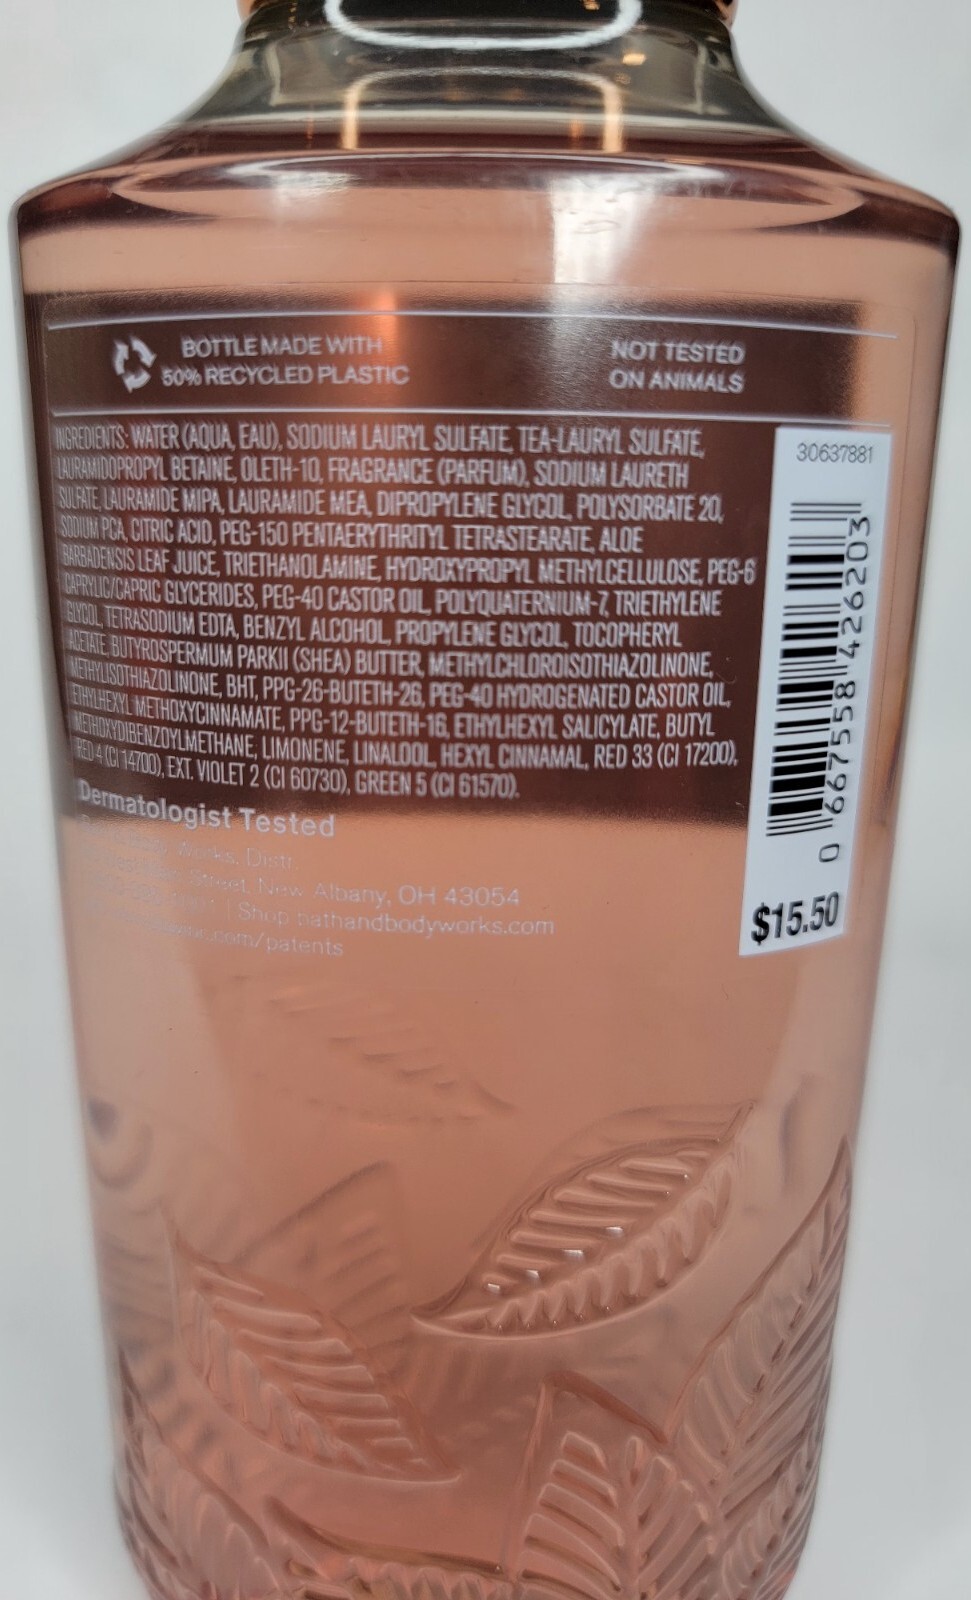 BOTTLE MADE WITH
50% RECYCLED PLASTIC
NOT TESTED
ON ANIMALS
INGREDIENTS: WATER (AQUA, EAU), SODIUM LAURYL SULFATE, TEA-LAURYL SULFATE,
LAURAMIDOPROPYL BETAINE, OLETH-10, FRAGRANCE (PARFUM), SODIUM LAURETH
SULFATE, LAURAMIDE MIPA, LAURAMIDE MEA, DIPROPYLENE GLYCOL, POLYSORBATE 20,
SODIUM PCA, CITRIC ACID, PEG-150 PENTAERYTHRITYL TETRASTEARATE, ALOE
BARBADENSIS LEAF JUICE, TRIETHANOLAMINE, HYDROXYPROPYL METHYLCELLULOSE, PEG-6
CAPRYLIC/CAPRIC GLYCERIDES, PEG-40 CASTOR OIL, POLYQUATERNIUM-7, TRIETHYLENE
GLYCOL, TETRASODIUM EDTA, BENZYL ALCOHOL, PROPYLENE GLYCOL, TOCOPHERYL
ACETATE, BUTYROSPERMUM PARKII (SHEA) BUTTER, METHYLCHLOROISOTHIAZOLINONE,
METHYLISOTHIAZOLINONE, BHT, PPG-26-BUTETH-26, PEG-40 HYDROGENATED CASTOR OIL,
ETHYLHEXYL METHOXYCINNAMATE, PPG-12-BUTETH-16, ETHYLHEXYL SALICYLATE, BUTYL
METHOXYDIBENZOYLMETHANE, LIMONENE, LINALOOL, HEXYL CINNAMAL, RED 33 (CI 17200),
RED 4 (CI 14700), EXT. VIOLET 2 (CI 60730), GREEN 5 (CI 61570).
Dermatologist Tested
Works, Distr.
Street, New Albany, OH 43054
| Shop bathandbodyworks.com
.com/patents
30637881
0 667558 426203
$15.50